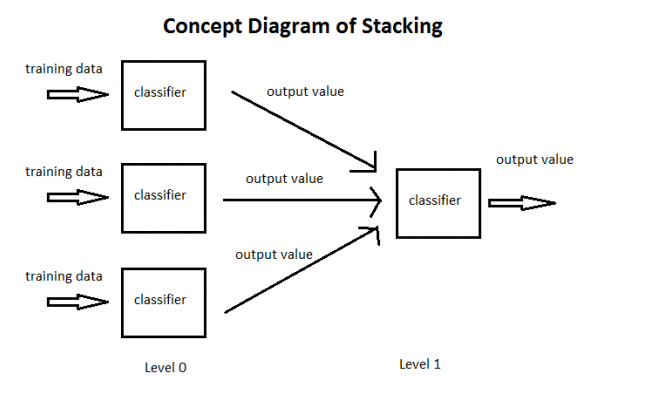 Concept Diagram of Stacking
training data
classifier
output value
training data
classifier
output value
output value
classifier
training data
classifier
output value
Level 0
Level 1